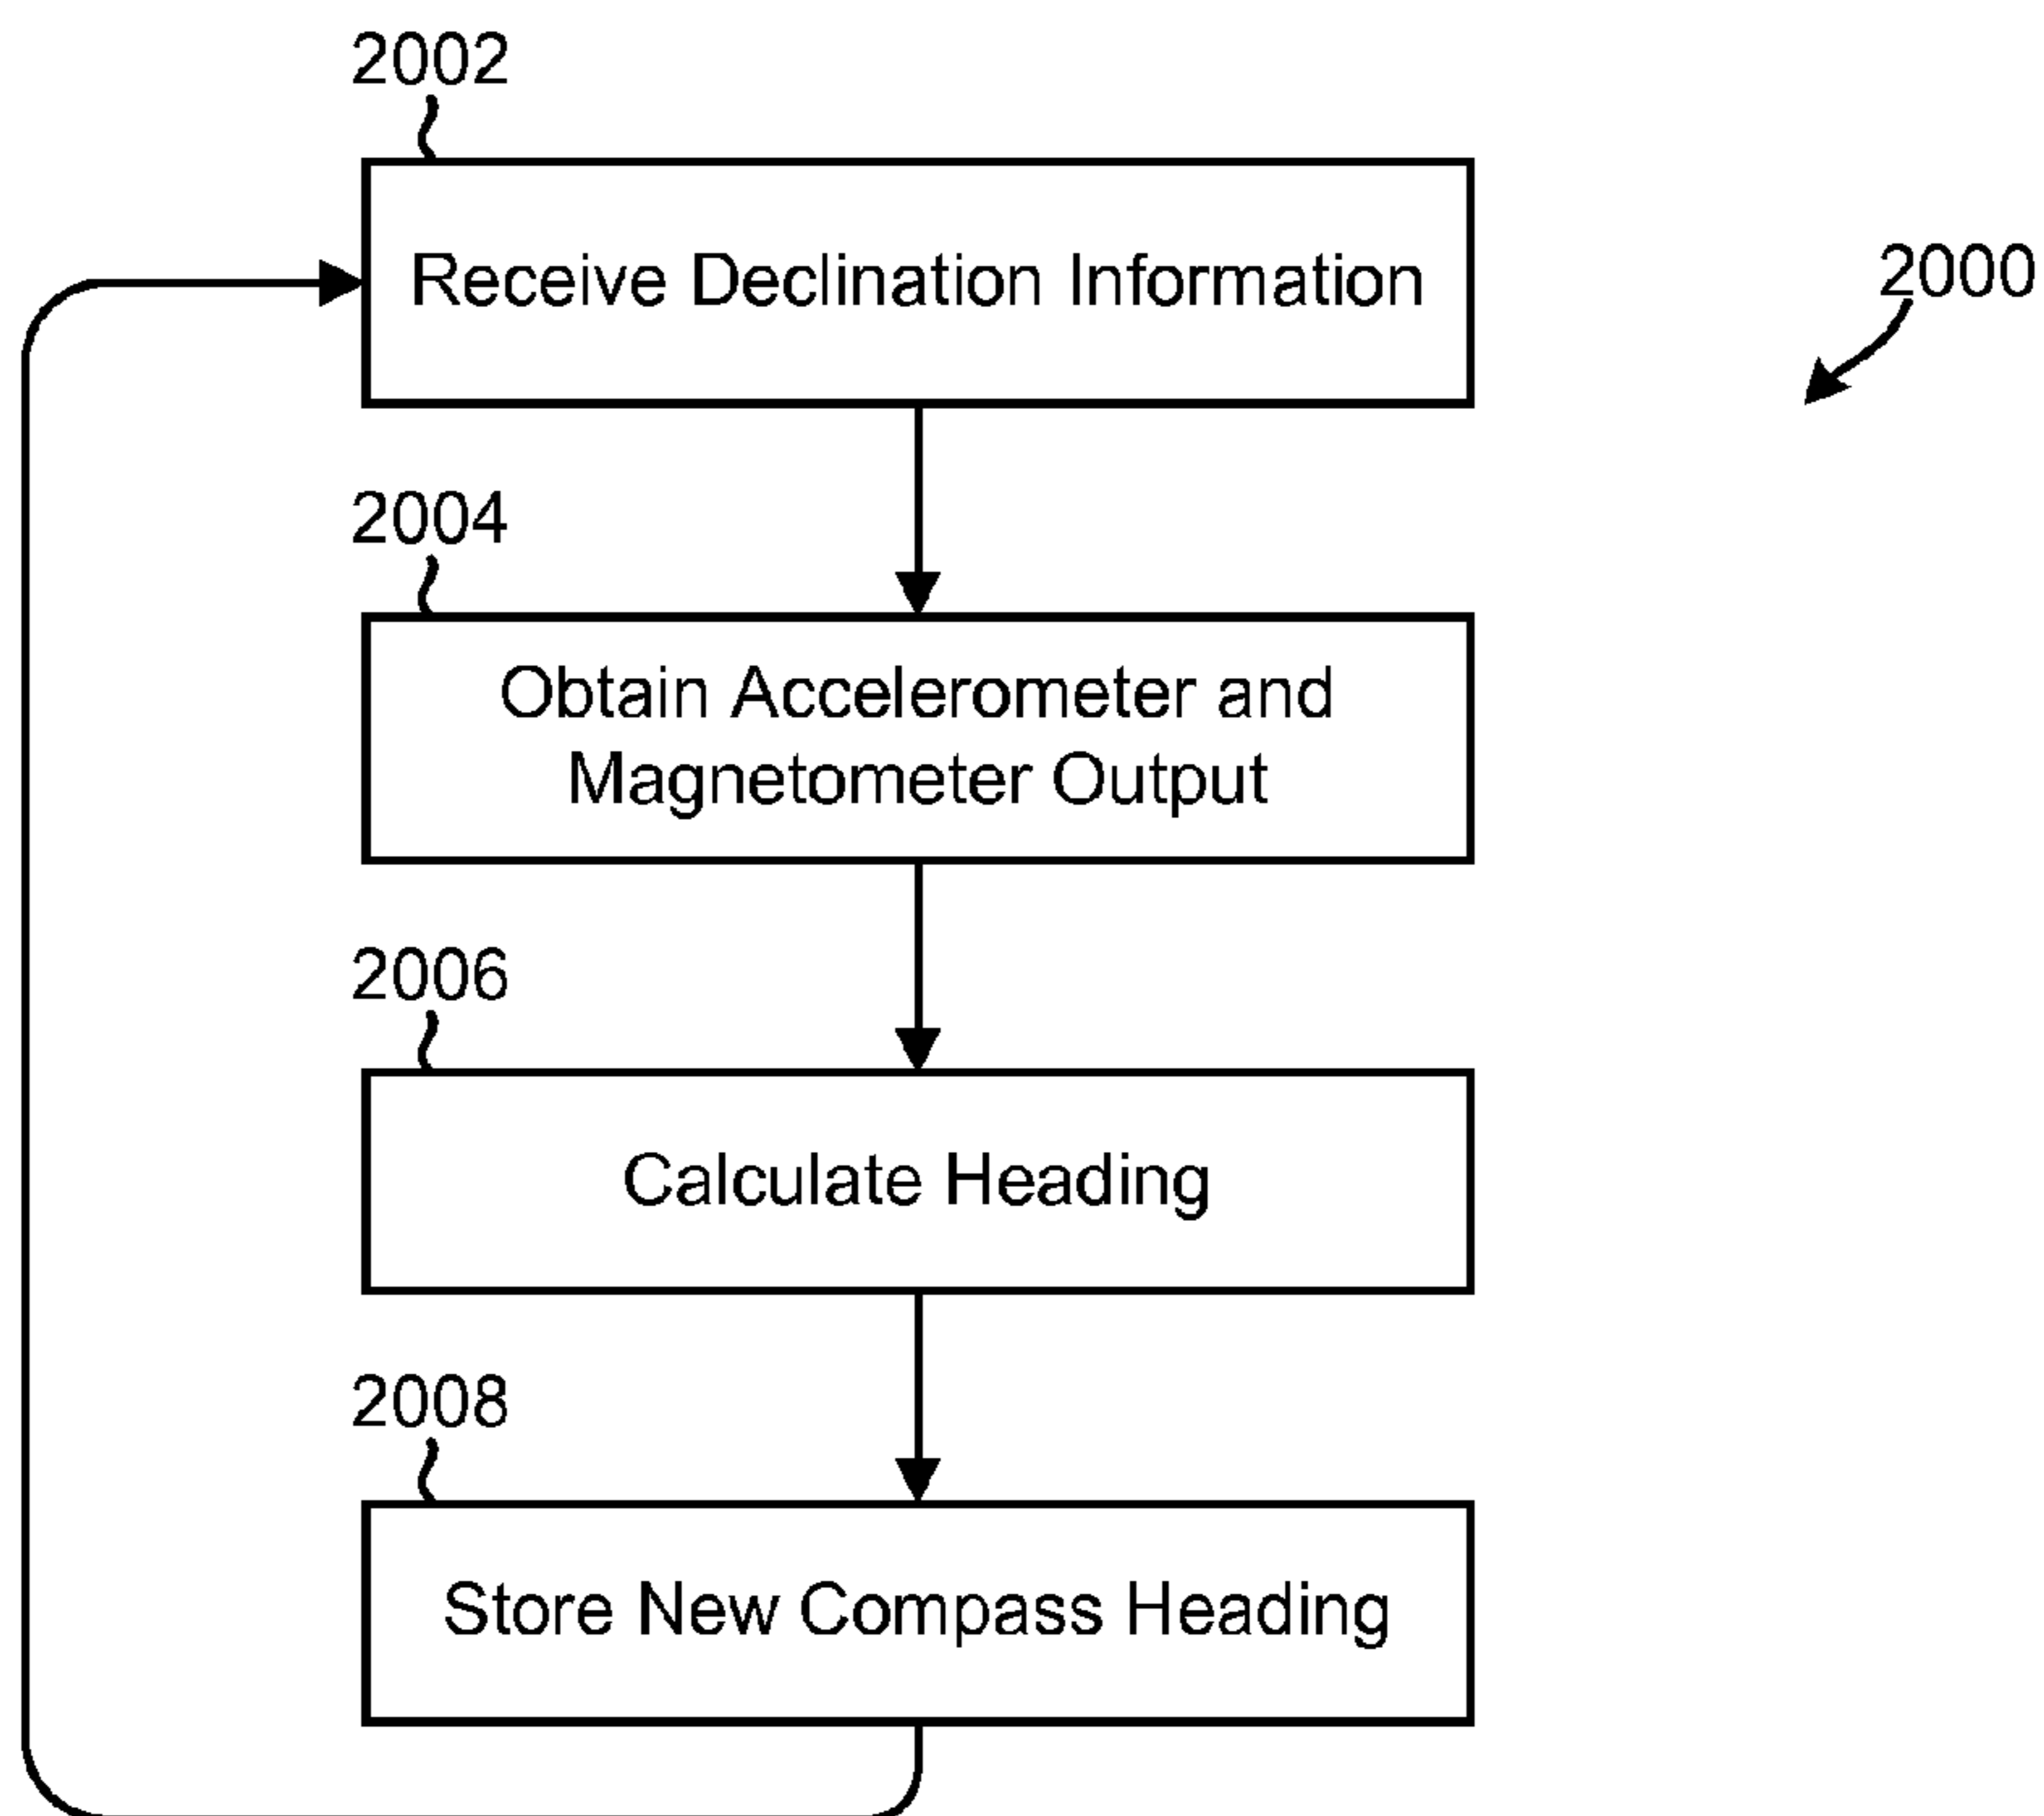 2002
Receive Declination Information
2000
2004
Obtain Accelerometer and
Magnetometer Output
2006
Calculate Heading
2008
Store New Compass Heading